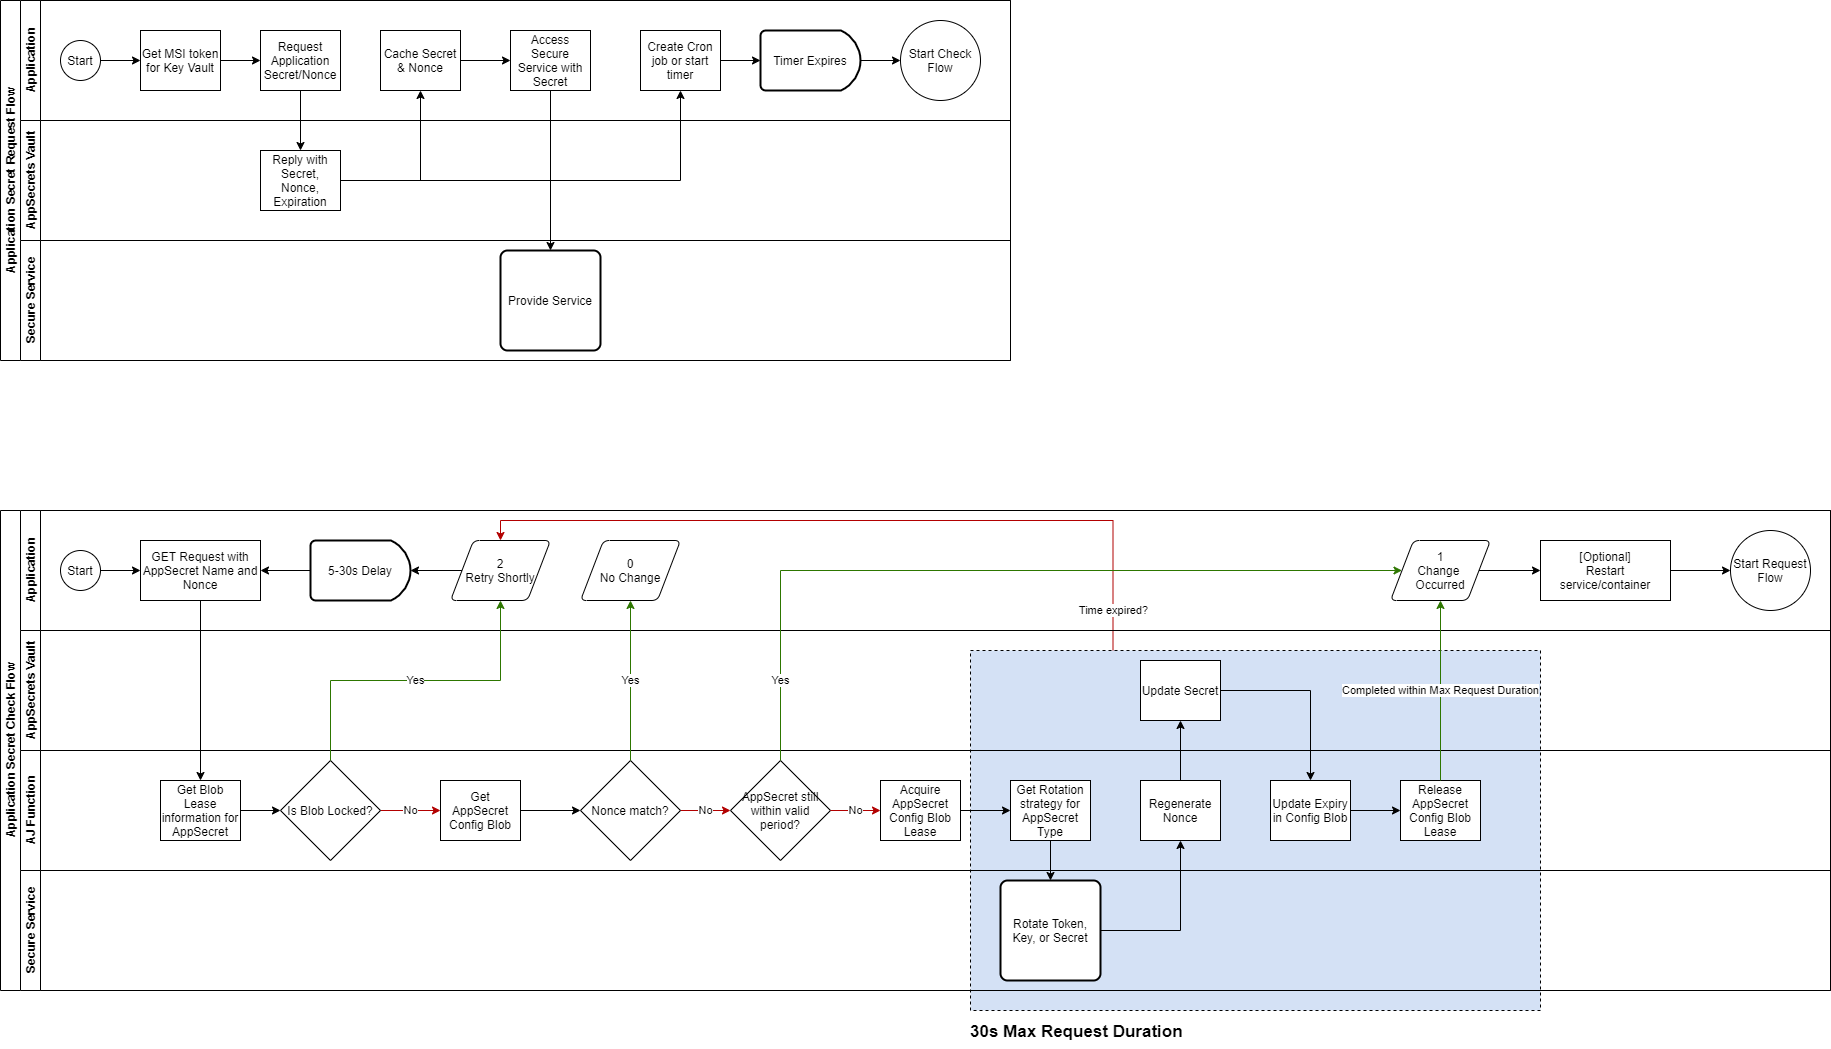 Application Secret Request Flow
Application
Start
Get MSI token
for Key Vault
Request
Application
Secret/Nonce
Cache Secret
& Nonce
Access
Secure
Service with
Secret
Create Cron
job or start
timer
Timer Expires
Start Check
Flow
AppSecrets Vault
Reply with
Secret,
Nonce,
Expiration
Secure Service
Provide Service
Application Secret Check Flow
Application
Start
GET Request with
AppSecret Name and
Nonce
5-30s Delay
2
Retry Shortly
0
No Change
Time expired?
1
Change
Occurred
[Optional]
Restart
service/container
Start Request
Flow
AppSecrets Vault
Yes
Yes
Yes
Update Secret
Completed within Max Request Duration
AJ Function
Get Blob
Lease
information for
AppSecret
Is Blob Locked?
No
Get
AppSecret
Config Blob
Nonce match?
No
AppSecret still
within valid
period?
No
Acquire
AppSecret
Config Blob
Lease
Get Rotation
strategy for
AppSecret
Type
Regenerate
Nonce
Update Expiry
in Config Blob
Release
AppSecret
Config Blob
Lease
Secure Service
Rotate Token,
Key, or Secret
30s Max Request Duration